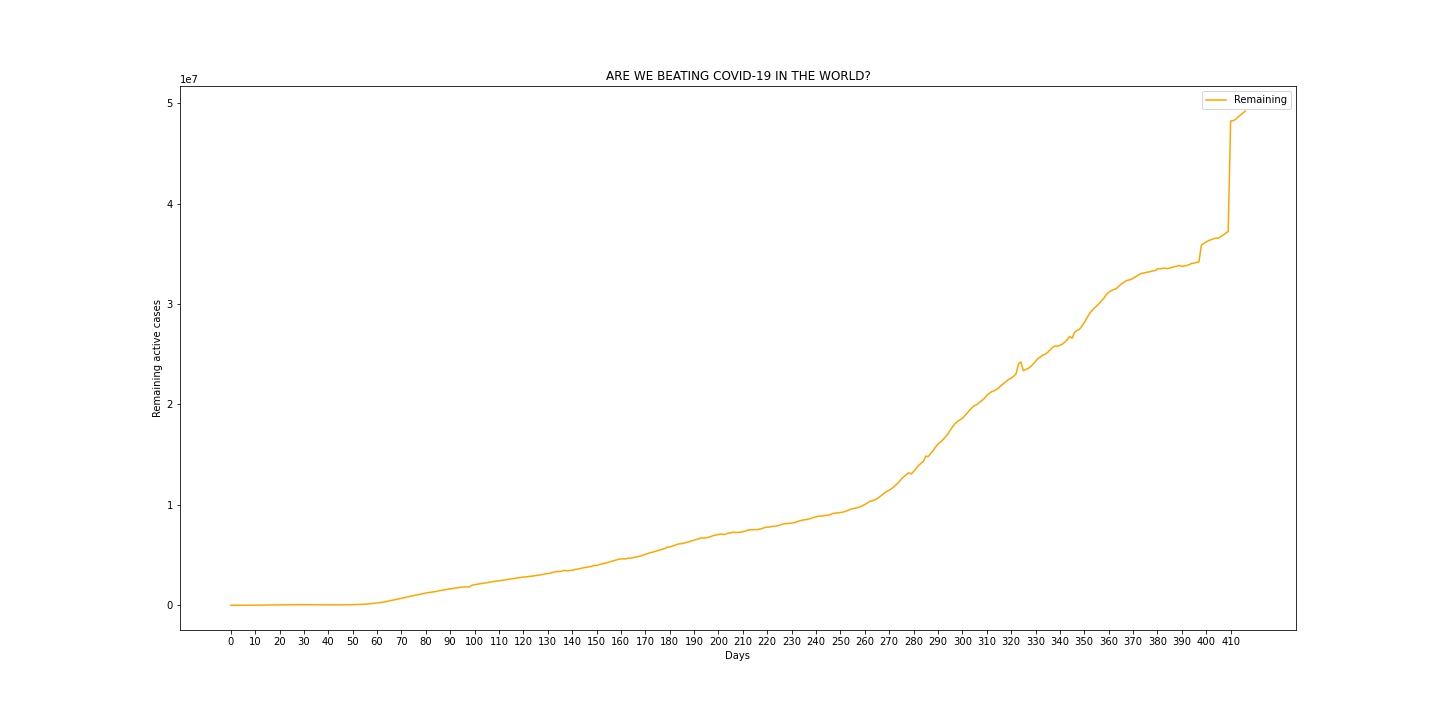 ARE WE BEATING COVID-19 IN THE WORLD?
1e7
Remaining
5
4
3
2
1
0
Remaining active cases
0 10 20 30 40 50 60 70 80 90 100 110 120 130 140 150 160 170 180 190 200 210 220 230 240 250 260 270 280 290 300 310 320 330 340 350 360 370 380 390 400 410
Days